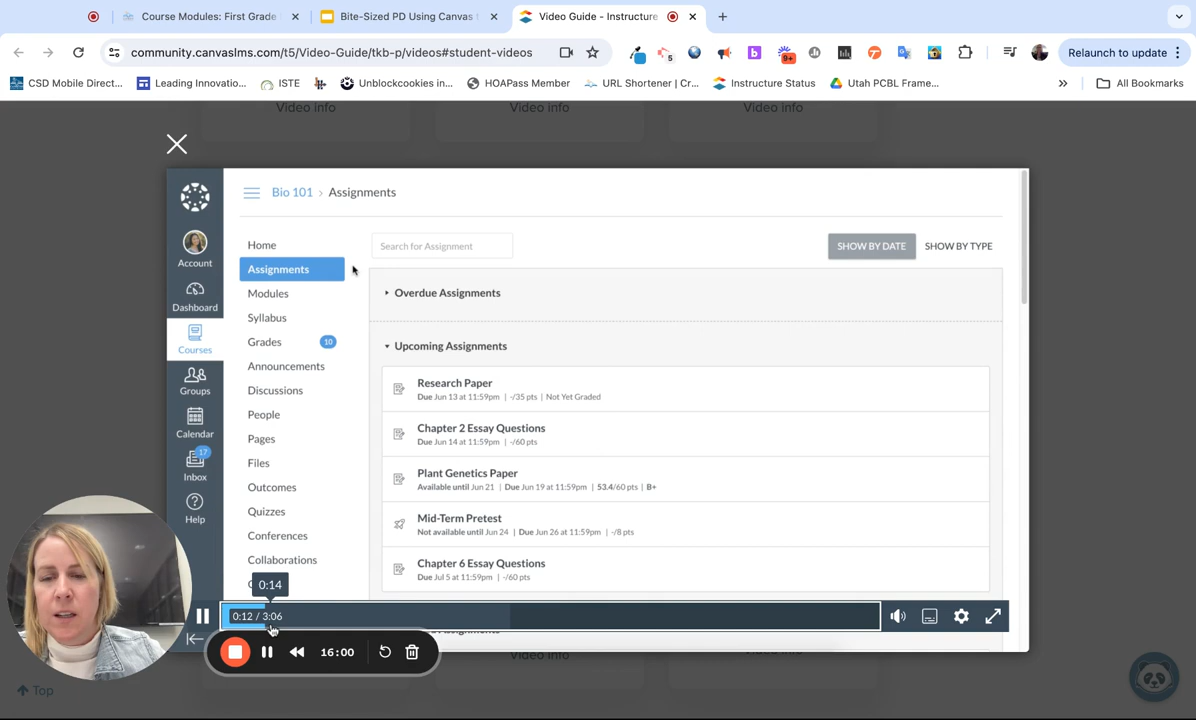 Course Modules: First Grade
Bite-Sized PD Using Canvas t
Video Guide - Instructure
community.canvaslms.com/t5/Video-Guide/tkb-p/videos#student-videos
5
9+
Relaunch to update
CSD Mobile Direct...
Leading Innovatio...
ISTE
Unblockcookies in...
HOAPass Member
URL Shortener | Cr...
Instructure Status
Utah PCBL Frame...
All Bookmarks
Video info
Video info
Video info
Bio 101 > Assignments
Account
Dashboard
Courses
Groups
Calendar
17
Inbox
Help
Home
Assignments
Modules
Syllabus
Grades 10
Announcements
Discussions
People
Pages
Files
Outcomes
Quizzes
Conferences
Collaborations
Search for Assignment
SHOW BY DATE
SHOW BY TYPE
Overdue Assignments
Upcoming Assignments
Research Paper
Due Jun 13 at 11:59pm | -/35 pts | Not Yet Graded
Chapter 2 Essay Questions
Due Jun 14 at 11:59pm | -/60 pts
Plant Genetics Paper
Available until Jun 21 | Due Jun 19 at 11:59pm | 53.4/60 pts | B+
Mid-Term Pretest
Not available until Jun 24 | Due Jun 26 at 11:59pm | -/8 pts
Chapter 6 Essay Questions
Due Jul 5 at 11:59pm | -/60 pts
0:14
0:12 / 3:06
16:00
Video info
Top